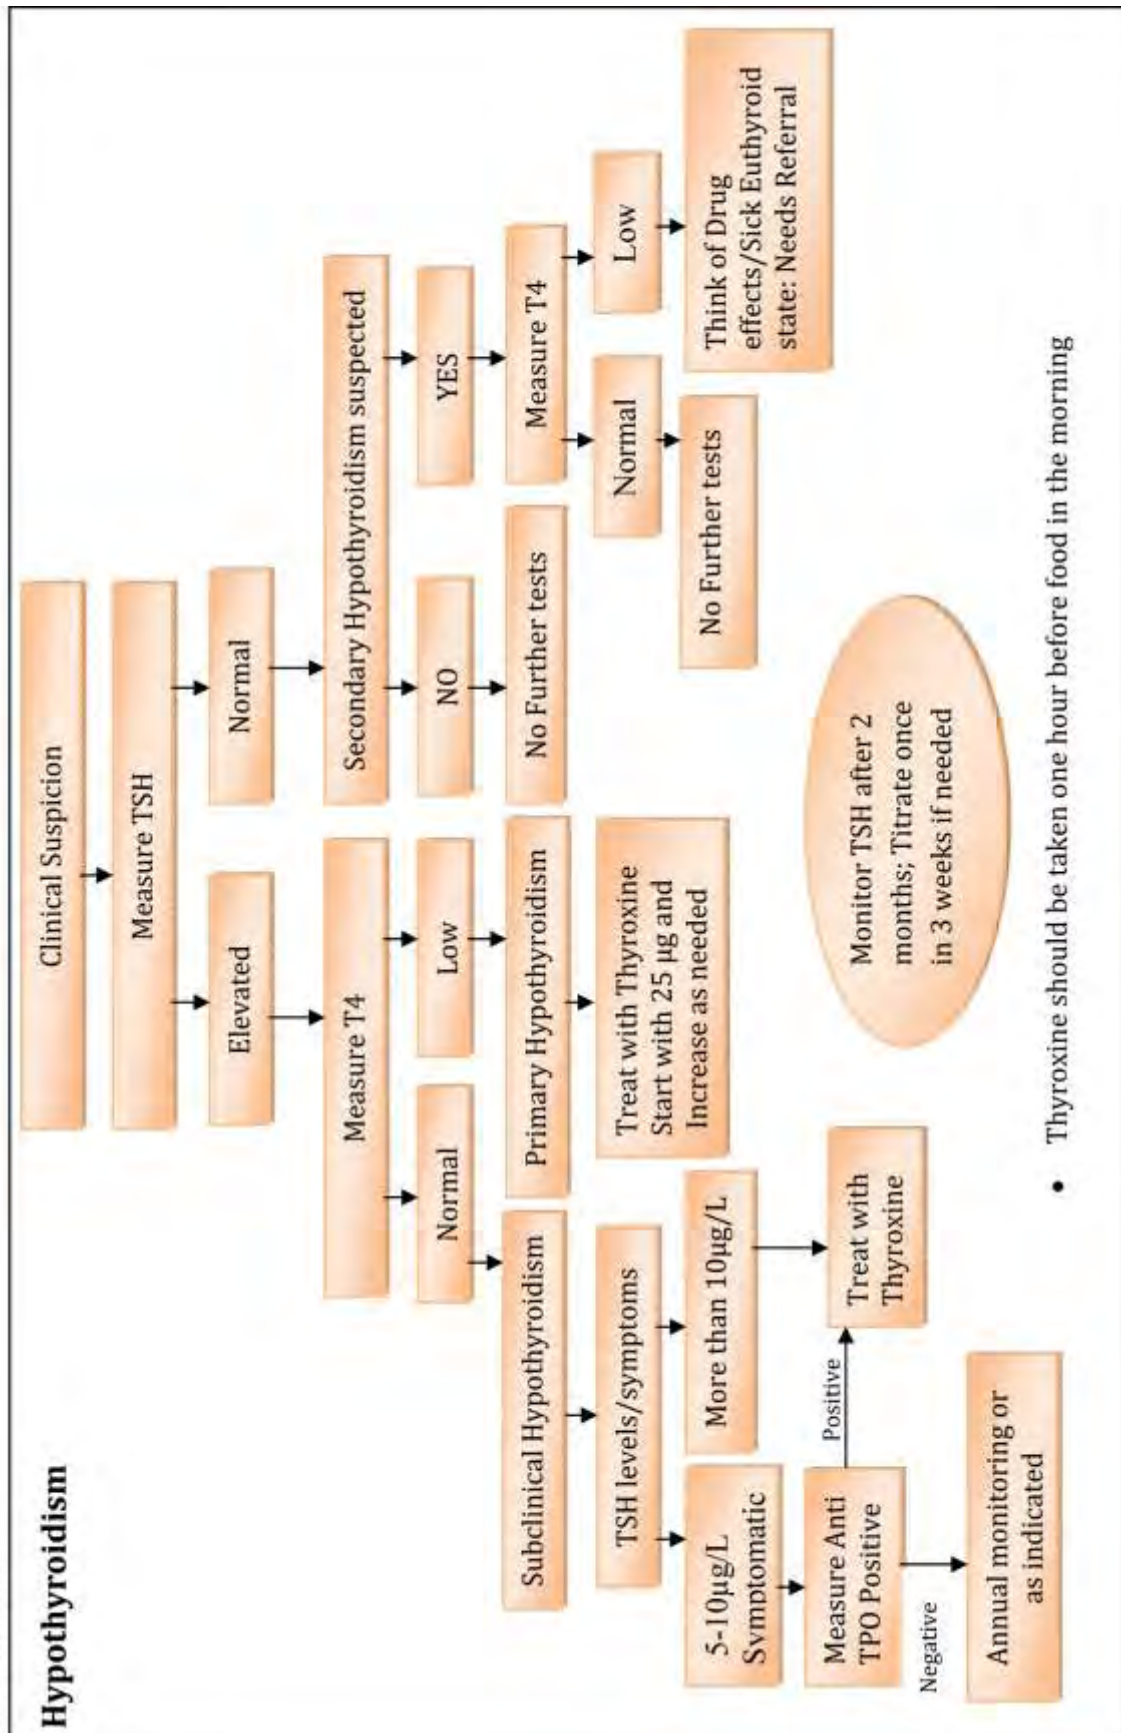 Hypothyroidism
Clinical Suspicion
Measure TSH
Elevated
Normal
Measure T4
Secondary Hypothyroidism suspected
Normal
Low
NO
YES
Subclinical Hypothyroidism
Primary Hypothyroidism
No Further tests
Measure T4
TSH levels/symptoms
Treat with Thyroxine
Start with 25 µg and
Increase as needed
Normal
Low
5-10µg/L
Symptomatic
More than 10µg/L
No Further tests
Think of Drug
effects/Sick Euthyroid
state: Needs Referral
Measure Anti
TPO Positive
Positive
Treat with
Thyroxine
Monitor TSH after 2
months; Titrate once
in 3 weeks if needed
Negative
Annual monitoring or
as indicated
• Thyroxine should be taken one hour before food in the morning